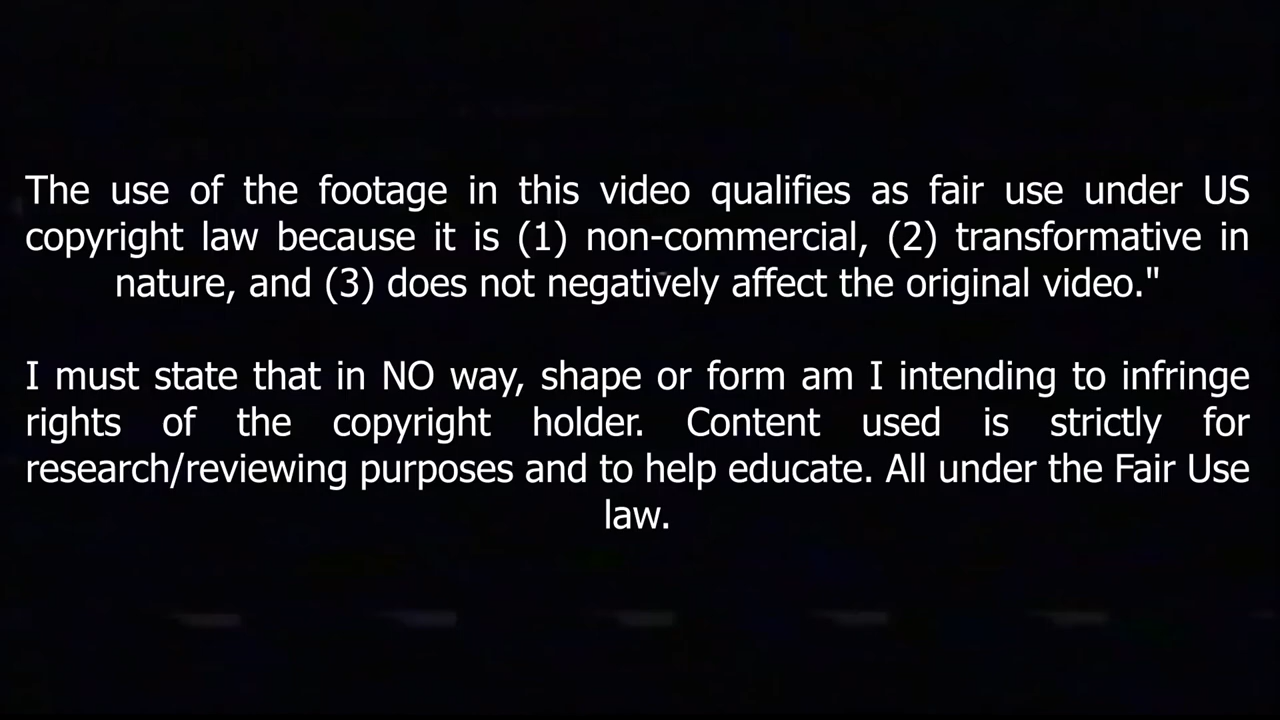 The use of the footage in this video qualifies as fair use under US
copyright law because it is (1) non-commercial, (2) transformative in
nature, and (3) does not negatively affect the original video."
I must state that in NO way, shape or form am I intending to infringe
rights of the copyright holder. Content used is strictly for
research/reviewing purposes and to help educate. All under the Fair Use
law.